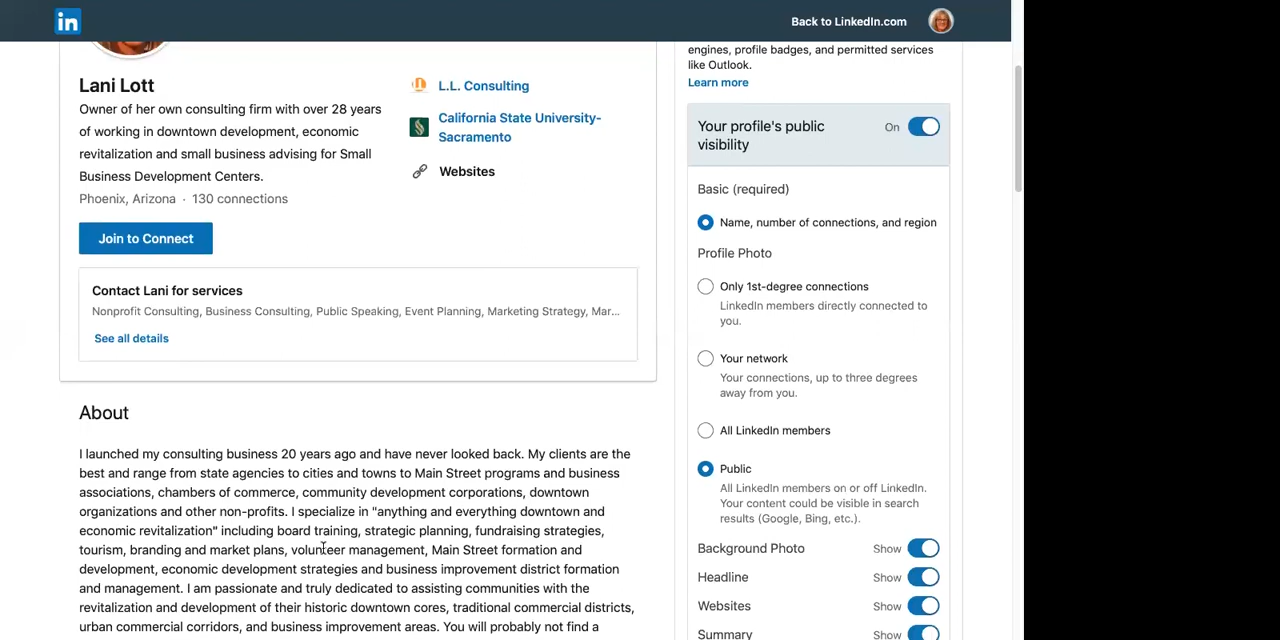 in
Back to LinkedIn.com
Lani Lott
Owner of her own consulting firm with over 28 years
of working in downtown development, economic
revitalization and small business advising for Small
Business Development Centers.
Phoenix, Arizona · 130 connections
Join to Connect
L.L. Consulting
California State University-
Sacramento
Websites
Contact Lani for services
Nonprofit Consulting, Business Consulting, Public Speaking, Event Planning, Marketing Strategy, Mar...
See all details
About
I launched my consulting business 20 years ago and have never looked back. My clients are the
best and range from state agencies to cities and towns to Main Street programs and business
associations, chambers of commerce, community development corporations, downtown
organizations and other non-profits. I specialize in "anything and everything downtown and
economic revitalization" including board training, strategic planning, fundraising strategies,
tourism, branding and market plans, volunteer management, Main Street formation and
development, economic development strategies and business improvement district formation
and management. I am passionate and truly dedicated to assisting communities with the
revitalization and development of their historic downtown cores, traditional commercial districts,
urban commercial corridors, and business improvement areas. You will probably not find a
engines, profile badges, and permitted services
like Outlook.
Learn more
Your profile's public
visibility
On
Basic (required)
Name, number of connections, and region
Profile Photo
Only 1st-degree connections
LinkedIn members directly connected to
you.
Your network
Your connections, up to three degrees
away from you.
All LinkedIn members
Public
All LinkedIn members on or off LinkedIn.
Your content could be visible in search
results (Google, Bing, etc.).
Background Photo Show
Headline Show
Websites Show
Summary Show